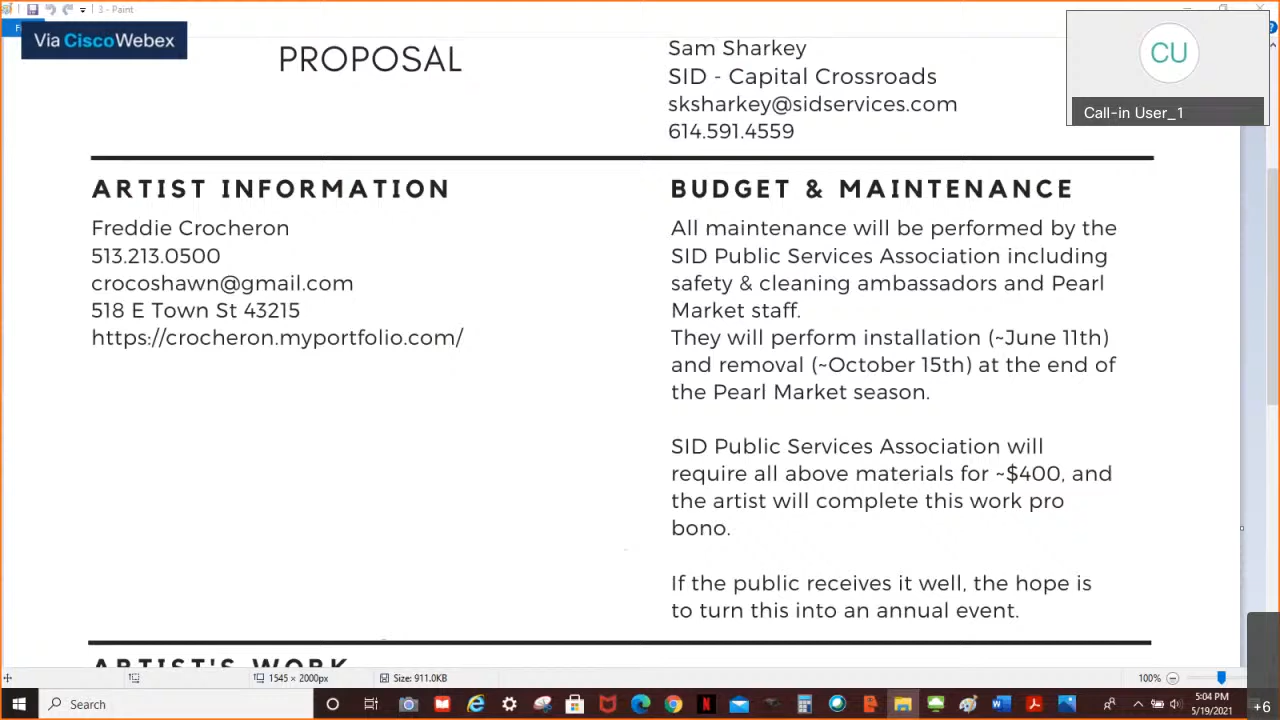 3 - Paint
Via CiscoWebex
CU
Call-in User_1
PROPOSAL
Sam Sharkey
SID - Capital Crossroads
sksharkey@sidservices.com
614.591.4559
ARTIST INFORMATION
Freddie Crocheron
513.213.0500
crocoshawn@gmail.com
518 E Town St 43215
https://crocheron.myportfolio.com/
BUDGET & MAINTENANCE
All maintenance will be performed by the
SID Public Services Association including
safety & cleaning ambassadors and Pearl
Market staff.
They will perform installation (~June 11th)
and removal (~October 15th) at the end of
the Pearl Market season.
SID Public Services Association will
require all above materials for ~$400, and
the artist will complete this work pro
bono.
If the public receives it well, the hope is
to turn this into an annual event.
ARTIST'S WORK
1545 × 2000px
Size: 911.0KB
100%
Search
5:04 PM
5/19/2021
+6